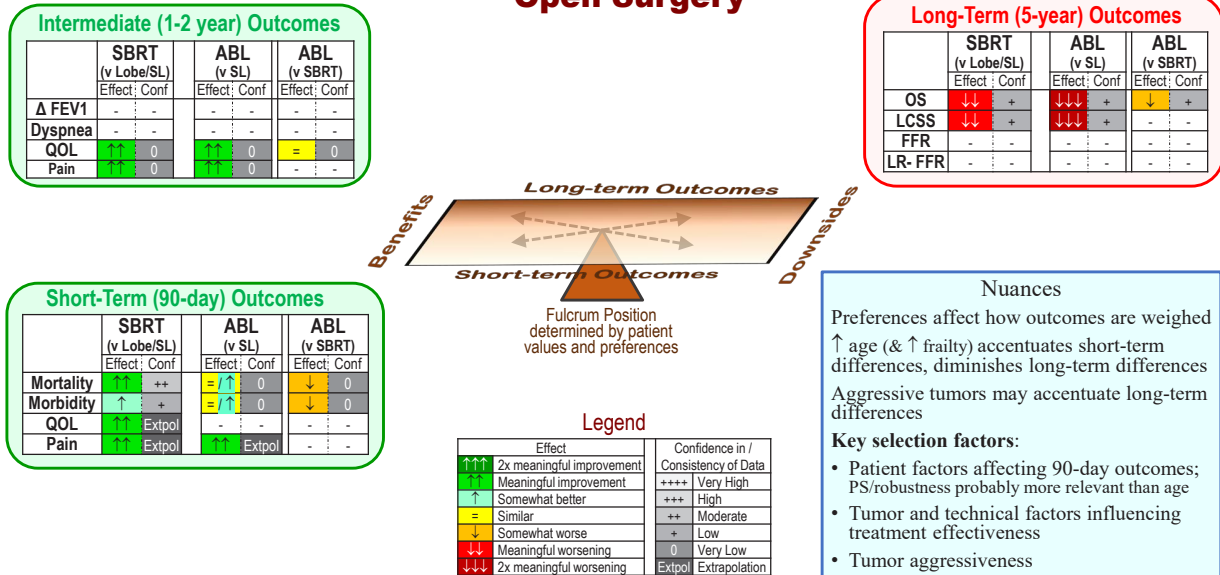 Open Surgery
Intermediate (1-2 year) Outcomes
SBRT (v Lobe/SL) ABL (v SL) ABL (v SBRT)
Effect Conf Effect Conf Effect Conf
Δ FEV1 - - - - - -
Dyspnea - - - - - -
QOL ↑↑ 0 ↑↑ 0 = 0
Pain ↑↑ 0 ↑↑ 0 - -
Long-Term (5-year) Outcomes
SBRT (v Lobe/SL) ABL (v SL) ABL (v SBRT)
Effect Conf Effect Conf Effect Conf
OS ↓↓ + ↓↓↓ + ↓ +
LCSS ↓↓ + ↓↓↓ + - -
FFR - - - - - -
LR- FFR - - - - - -
Long-term Outcomes
Benefits
Downsides
Short-term Outcomes
Fulcrum Position
determined by patient
values and preferences
Short-Term (90-day) Outcomes
SBRT (v Lobe/SL) ABL (v SL) ABL (v SBRT)
Effect Conf Effect Conf Effect Conf
Mortality ↑↑ ++ = / ↑ 0 ↓ 0
Morbidity ↑ + = / ↑ 0 ↓ 0
QOL ↑↑ Extpol - - - -
Pain ↑↑ Extpol ↑↑ Extpol - -
Legend
Effect Confidence in /
Consistency of Data
↑↑↑ 2x meaningful improvement
↑↑ Meaningful improvement ++++ Very High
↑ Somewhat better +++ High
= Similar ++ Moderate
↓ Somewhat worse + Low
↓↓ Meaningful worsening 0 Very Low
↓↓↓ 2x meaningful worsening Extpol Extrapolation
Nuances
Preferences affect how outcomes are weighed
↑ age (& ↑ frailty) accentuates short-term
differences, diminishes long-term differences
Aggressive tumors may accentuate long-term
differences
Key selection factors:
• Patient factors affecting 90-day outcomes;
PS/robustness probably more relevant than age
• Tumor and technical factors influencing
treatment effectiveness
• Tumor aggressiveness